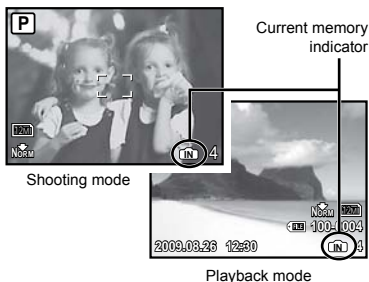 P
Current memory
indicator
12M
NORM
IN 4
Shooting mode
NORM 12M
FILE 100-0004
2009.08.26 12:30
IN 4
Playback mode